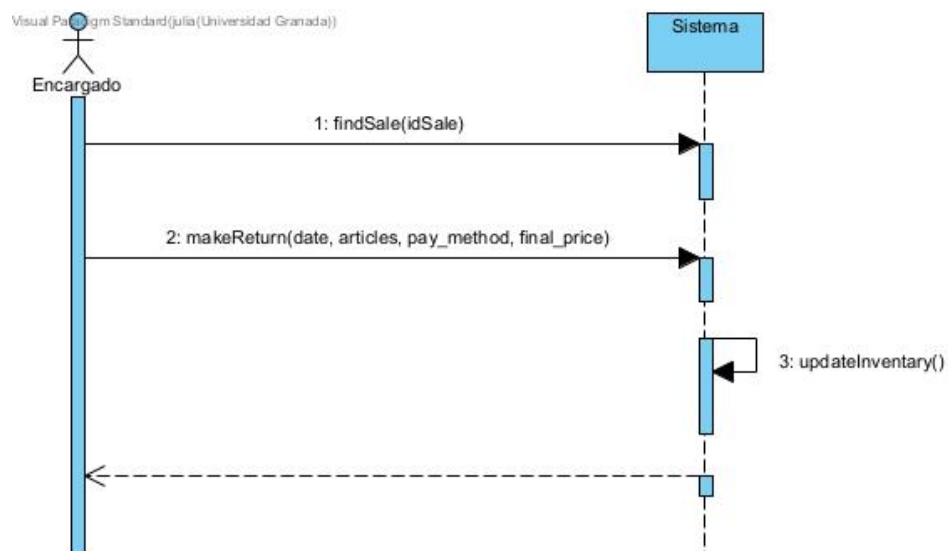 Visual Paradigm Standard(julia(Universidad Granada))
Sistema
Encargado
1: findSale(idSale)
2: makeReturn(date, articles, pay_method, final_price)
3: updateInventary()